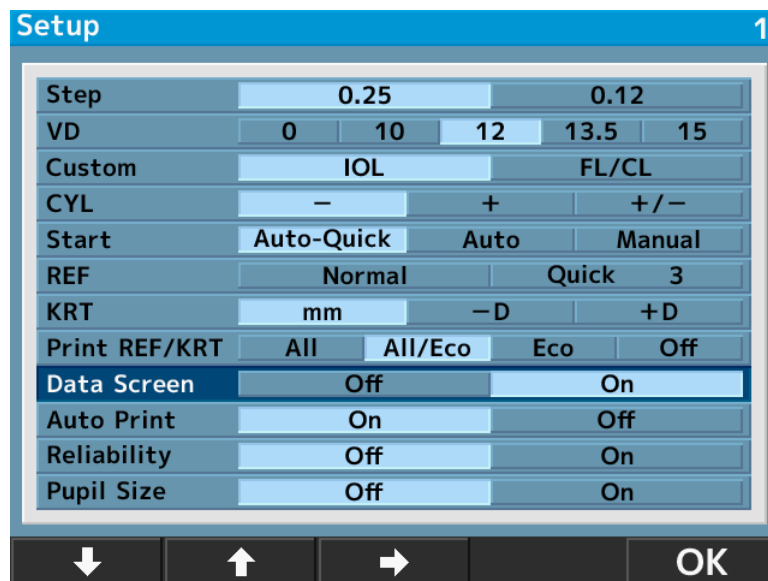 Setup 1
Step 0.25 0.12
VD 0 10 12 13.5 15
Custom IOL FL/CL
CYL − + +/−
Start Auto-Quick Auto Manual
REF Normal Quick 3
KRT mm −D +D
Print REF/KRT All All/Eco Eco Off
Data Screen Off On
Auto Print On Off
Reliability Off On
Pupil Size Off On
OK